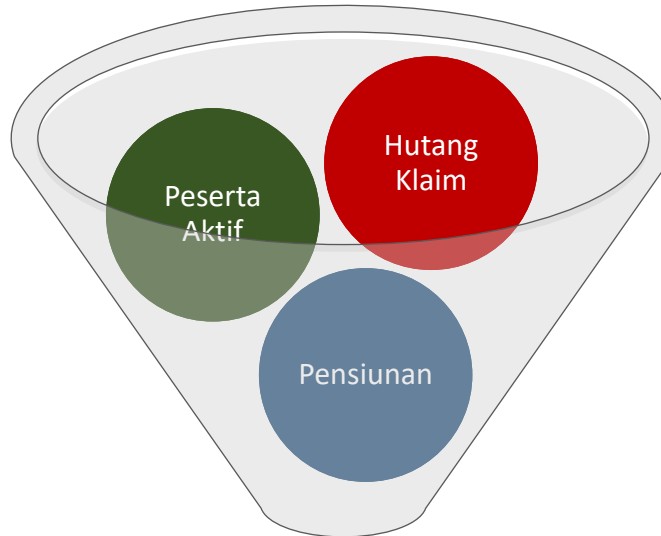 Hutang
Klaim
Peserta
Aktif
Pensiunan